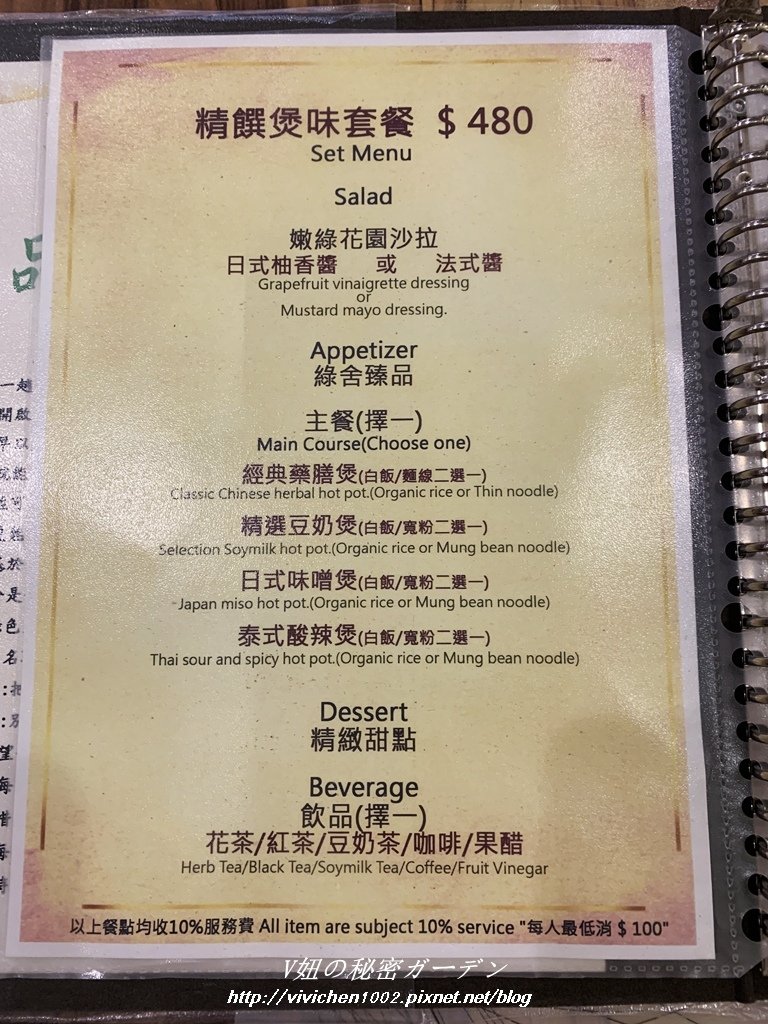 精饌煲味套餐 $ 480
Set Menu
Salad
嫩綠花園沙拉
日式柚香醬 或 法式醬
Grapefruit vinaigrette dressing
or
Mustard mayo dressing.
Appetizer
綠舍臻品
主餐(擇一)
Main Course(Choose one)
經典藥膳煲(白飯/麵線二選一)
Classic Chinese herbal hot pot.(Organic rice or Thin noodle)
精選豆奶煲(白飯/寬粉二選一)
Selection Soymilk hot pot.(Organic rice or Mung bean noodle)
日式味噌煲(白飯/寬粉二選一)
Japan miso hot pot.(Organic rice or Mung bean noodle)
泰式酸辣煲(白飯/寬粉二選一)
Thai sour and spicy hot pot.(Organic rice or Mung bean noodle)
Dessert
精緻甜點
Beverage
飲品(擇一)
花茶/紅茶/豆奶茶/咖啡/果醋
Herb Tea/Black Tea/Soymilk Tea/Coffee/Fruit Vinegar
以上餐點均收10%服務費 All item are subject 10% service "每人最低消 $ 100"
V妞の秘密ガーデン
http://vivichen1002.pixnet.net/blog